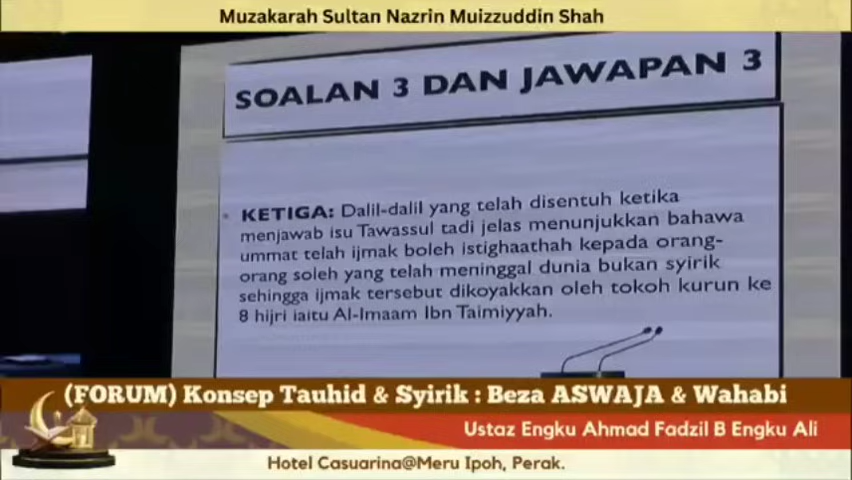 Muzakarah Sultan Nazrin Muizzuddin Shah
SOALAN 3 DAN JAWAPAN 3
• KETIGA: Dalil-dalil yang telah disentuh ketika
menjawab isu Tawassul tadi jelas menunjukkan bahawa
ummat telah ijmak boleh istighaathah kepada orang-
orang soleh yang telah meninggal dunia bukan syirik
sehingga ijmak tersebut dikoyakkan oleh tokoh kurun ke
8 hijri iaitu Al-Imaam Ibn Taimiyyah.
(FORUM) Konsep Tauhid & Syirik : Beza ASWAJA & Wahabi
Ustaz Engku Ahmad Fadzil B Engku Ali
Hotel Casuarina@Meru Ipoh, Perak.